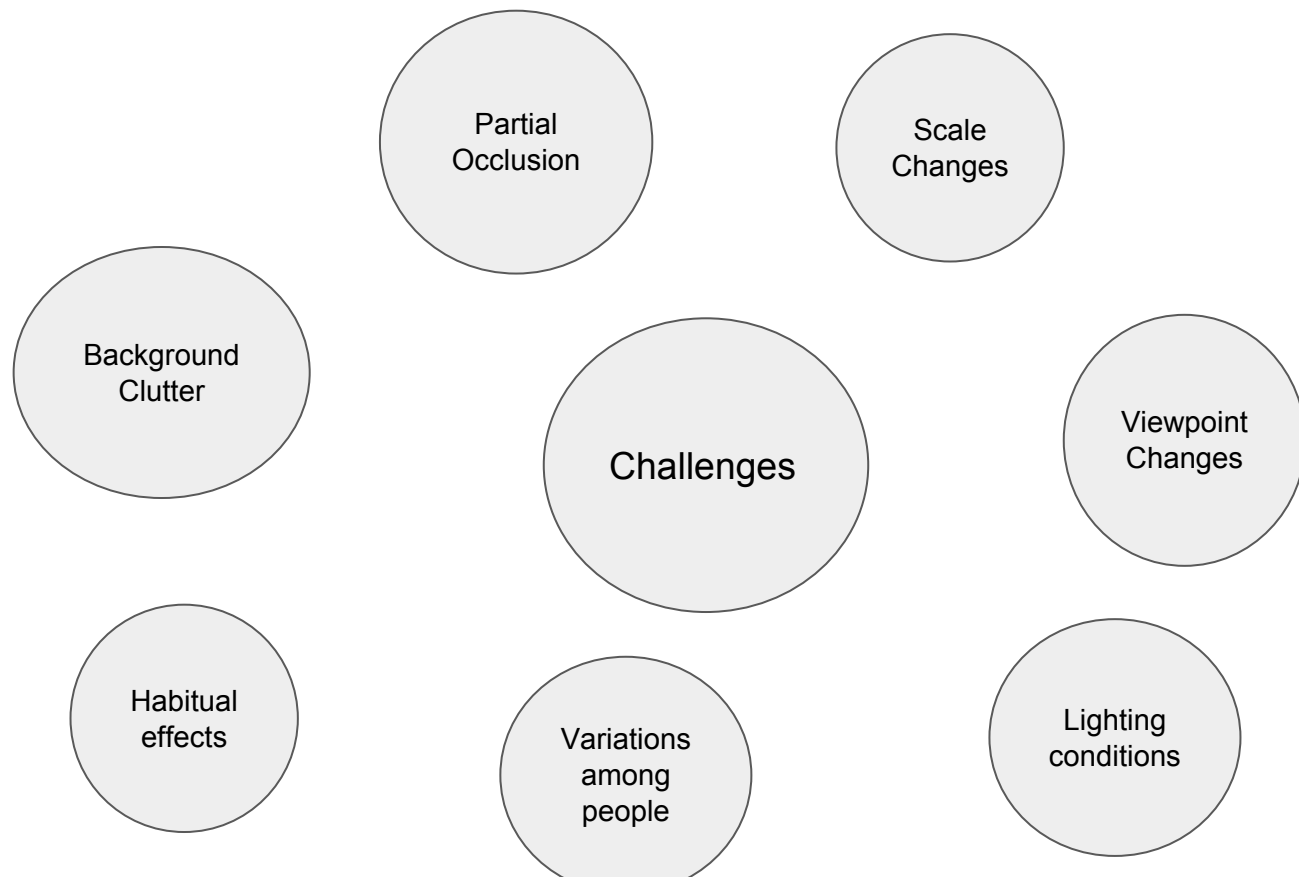 Partial
Occlusion
Scale
Changes
Background
Clutter
Challenges
Viewpoint
Changes
Habitual
effects
Variations
among
people
Lighting
conditions